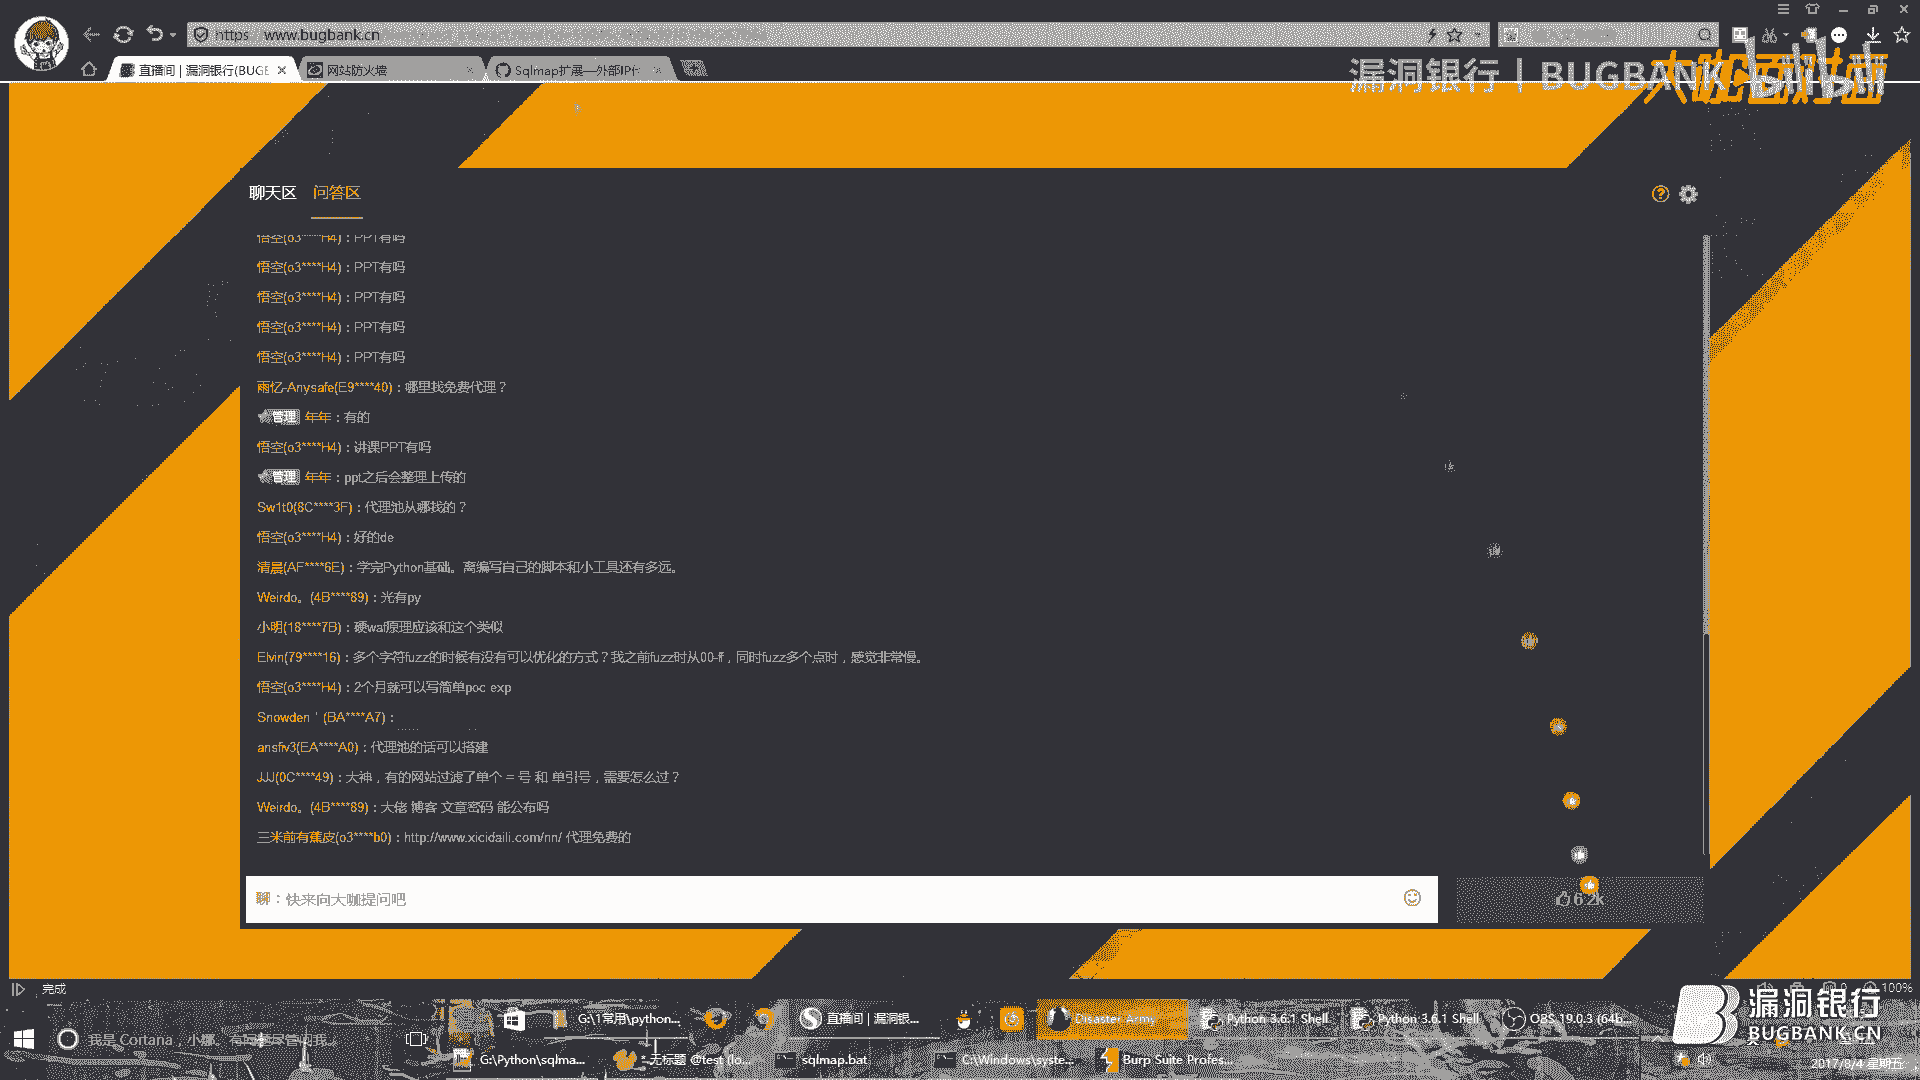 https www.bugbank.cn
直播间 | 漏洞银行(BUGE
网站防火墙
Sqlmap扩展—外部IP代
漏洞银行 | BUGBANK
大咖面对面
bilibili
聊天区 问答区
悟空(o3****H4)：PPT有吗
悟空(o3****H4)：PPT有吗
悟空(o3****H4)：PPT有吗
悟空(o3****H4)：PPT有吗
悟空(o3****H4)：PPT有吗
雨忆-Anysafe(E9****40)：哪里找免费代理？
管理 年年：有的
悟空(o3****H4)：讲课PPT有吗
管理 年年：ppt之后会整理上传的
Sw1t0(8C****3F)：代理池从哪找的？
悟空(o3****H4)：好的de
清晨(AF****6E)：学完Python基础。离编写自己的脚本和小工具还有多远。
Weirdo。(4B****89)：光有py
小明(18****7B)：硬waf原理应该和这个类似
Elvin(79****16)：多个字符fuzz的时候有没有可以优化的方式？我之前fuzz时从00-ff，同时fuzz多个点时，感觉非常慢。
悟空(o3****H4)：2个月就可以写简单poc exp
Snowden＇(BA****A7)：
ansfiv3(EA****A0)：代理池的话可以搭建
JJJ(0C****49)：大神，有的网站过滤了单个 = 号 和 单引号，需要怎么过？
Weirdo。(4B****89)：大佬 博客 文章密码 能公布吗
三米前有蕉皮(o3****b0)：http://www.xicidaili.com/nn/ 代理免费的
聊：快来向大咖提问吧
6.2k
完成
100%
我是 Cortana，小娜。有问题尽管问我。
G:\1常用\python...
直播间 | 漏洞银...
Disaster Army
Python 3.6.1 Shell
Python 3.6.1 Shell
OBS 19.0.3 (64b...
G:\Python\sqlma...
无标题 @test (lo...
sqlmap.bat
C:\Windows\syste...
Burp Suite Profes...
漏洞银行
BUGBANK.CN
2017/8/4 星期五